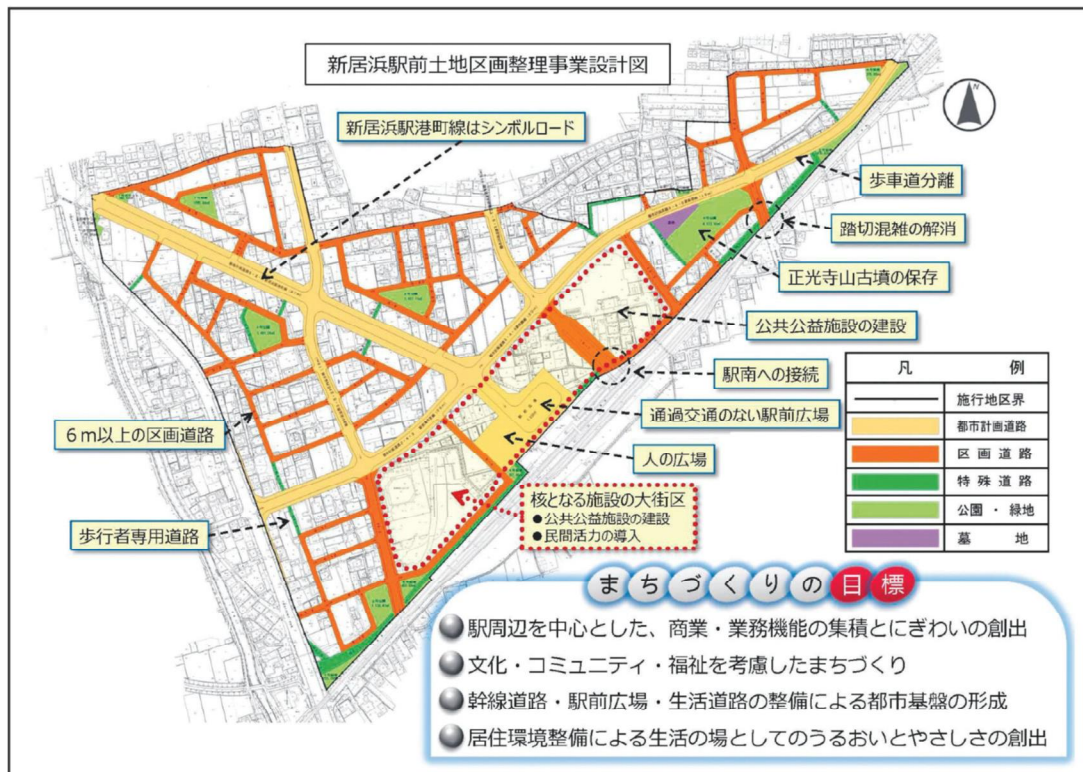 新居浜駅前土地区画整理事業設計図
N
新居浜駅港町線はシンボルロード
歩車道分離
踏切混雑の解消
正光寺山古墳の保存
公共公益施設の建設
駅南への接続
通過交通のない駅前広場
人の広場
6m以上の区画道路
歩行者専用道路
核となる施設の大街区
●公共公益施設の建設
●民間活力の導入
凡 例
施行地区界
都市計画道路
区画道路
特殊道路
公園・緑地
墓地
まちづくりの目標
駅周辺を中心とした、商業・業務機能の集積とにぎわいの創出
文化・コミュニティ・福祉を考慮したまちづくり
幹線道路・駅前広場・生活道路の整備による都市基盤の形成
居住環境整備による生活の場としてのうるおいとやさしさの創出